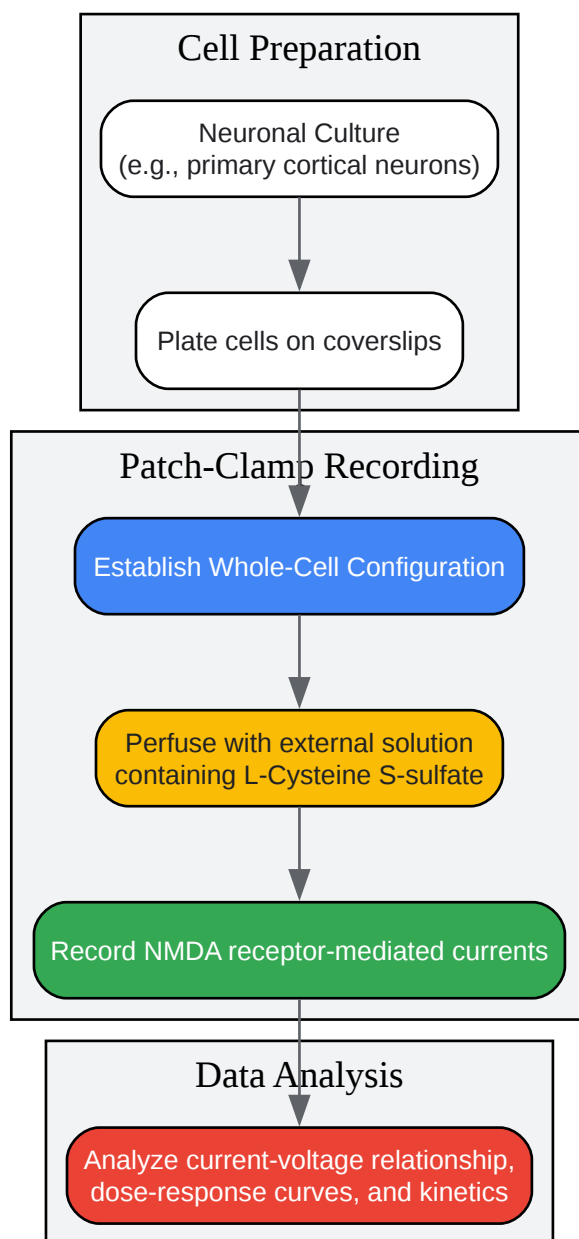 Cell Preparation
Neuronal Culture
(e.g., primary cortical neurons)
Plate cells on coverslips
Patch-Clamp Recording
Establish Whole-Cell Configuration
Perfuse with external solution
containing L-Cysteine S-sulfate
Record NMDA receptor-mediated currents
Data Analysis
Analyze current-voltage relationship,
dose-response curves, and kinetics